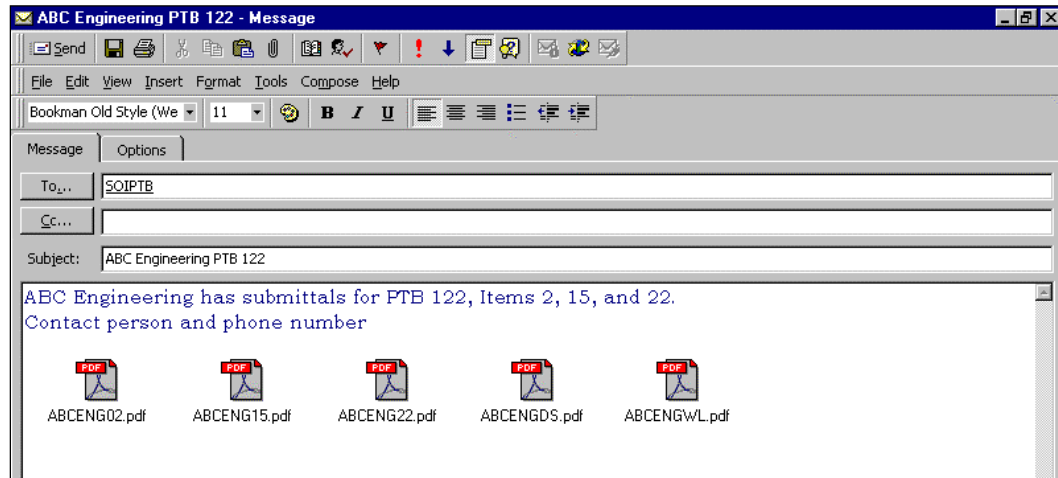 ABC Engineering PTB 122 - Message
Send
File Edit View Insert Format Tools Compose Help
Bookman Old Style (We 11 B I U
Message Options
To... SOIPTB
Cc...
Subject: ABC Engineering PTB 122
ABC Engineering has submittals for PTB 122, Items 2, 15, and 22.
Contact person and phone number
PDF PDF PDF PDF PDF
ABCENG02.pdf ABCENG15.pdf ABCENG22.pdf ABCENGDS.pdf ABCENGWL.pdf